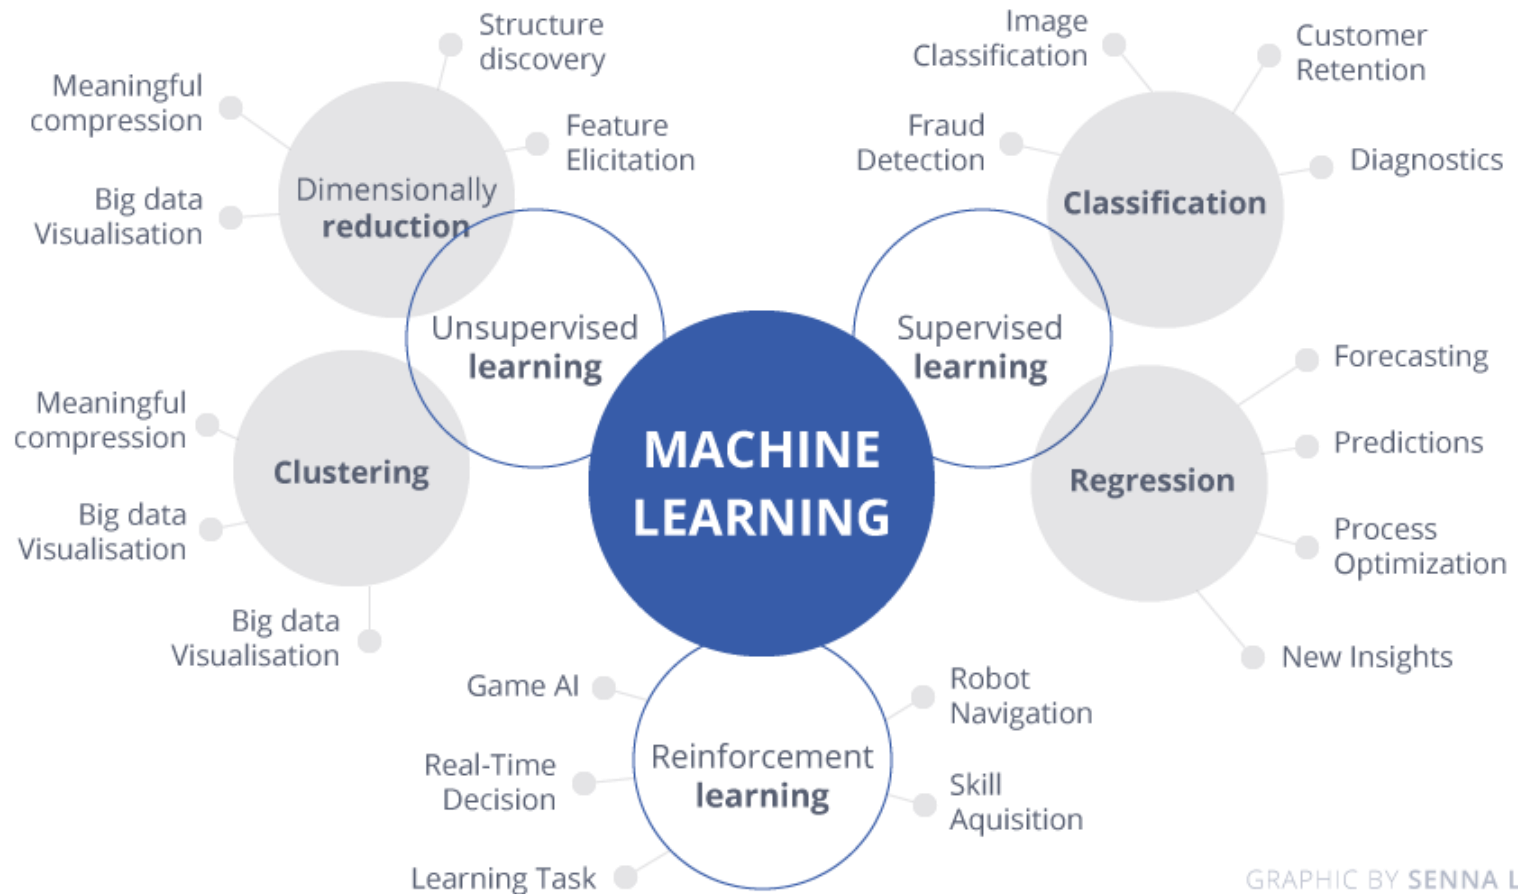 Structure
discovery
Meaningful
compression
Feature
Elicitation
Big data
Visualisation
Dimensionally
reduction
Unsupervised
learning
Meaningful
compression
Clustering
Big data
Visualisation
Big data
Visualisation
MACHINE
LEARNING
Image
Classification
Customer
Retention
Fraud
Detection
Diagnostics
Classification
Supervised
learning
Forecasting
Predictions
Regression
Process
Optimization
New Insights
Game AI
Robot
Navigation
Real-Time
Decision
Reinforcement
learning
Skill
Aquisition
Learning Task
GRAPHIC BY SENNA L